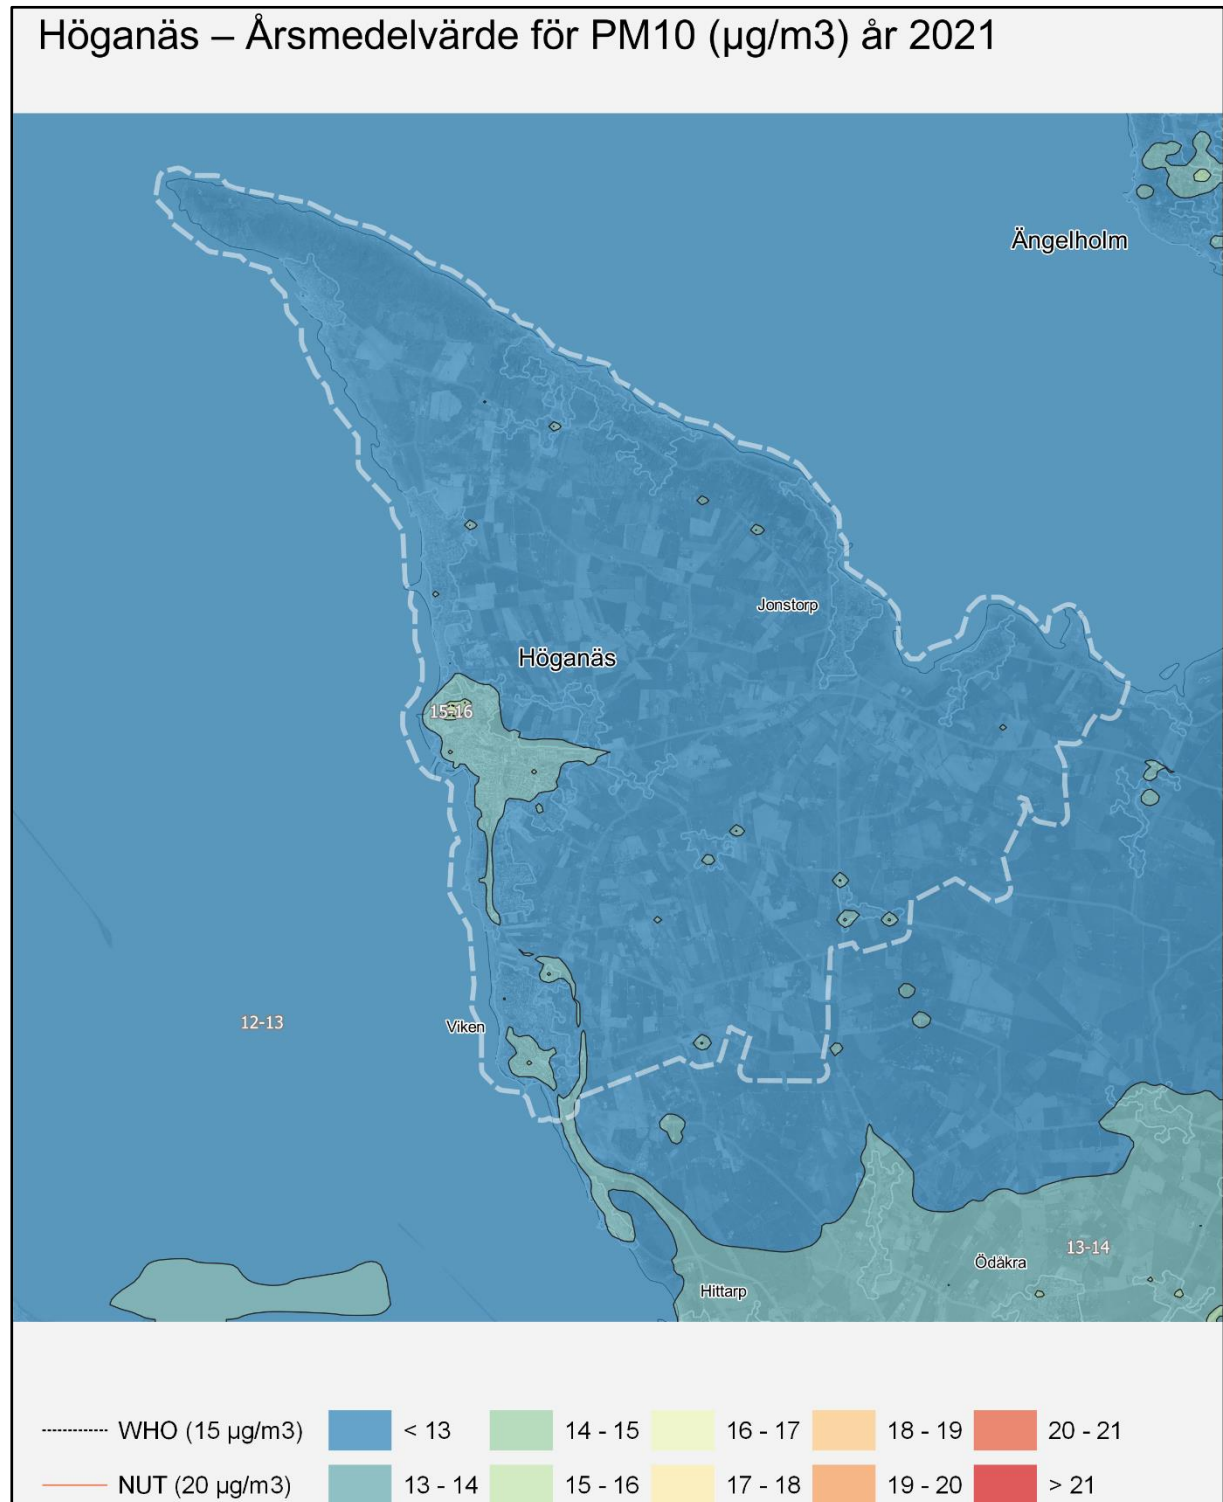 Höganäs – Årsmedelvärde för PM10 (µg/m3) år 2021
Ängelholm
Jonstorp
Höganäs
15-16
12-13
Viken
13-14
Ödåkra
Hittarp
WHO (15 µg/m3) < 13 14 - 15 16 - 17 18 - 19 20 - 21
NUT (20 µg/m3) 13 - 14 15 - 16 17 - 18 19 - 20 > 21